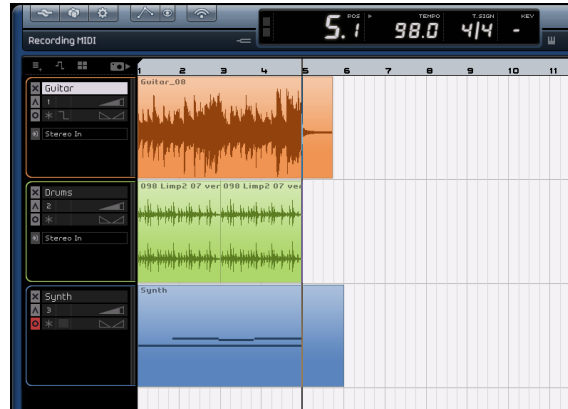 POS TEMPO T.SIGN KEY
5. 1 98.0 4/4 -
Recording MIDI
1 2 3 4 5 6 7 8 9 10 11
Guitar
1
Stereo In
Guitar_08
Drums
2
Stereo In
098 Limp2 07 ver 098 Limp2 07 ver
Synth
3
Synth